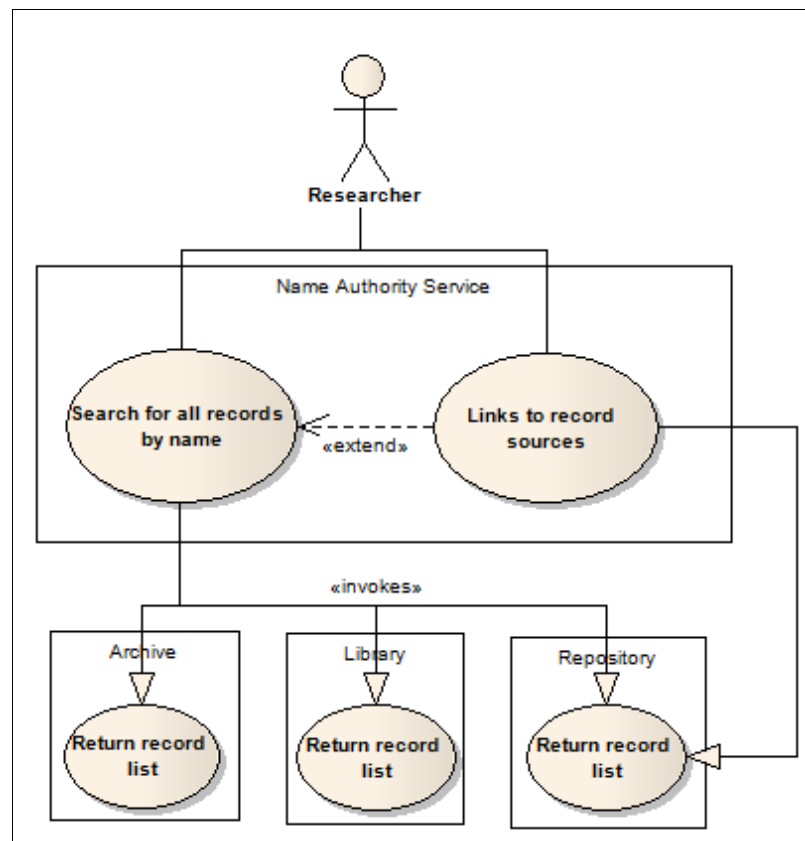 Researcher
Name Authority Service
Search for all records
by name
«extend»
Links to record
sources
«invokes»
Archive
Library
Repository
Return record
list
Return record
list
Return record
list